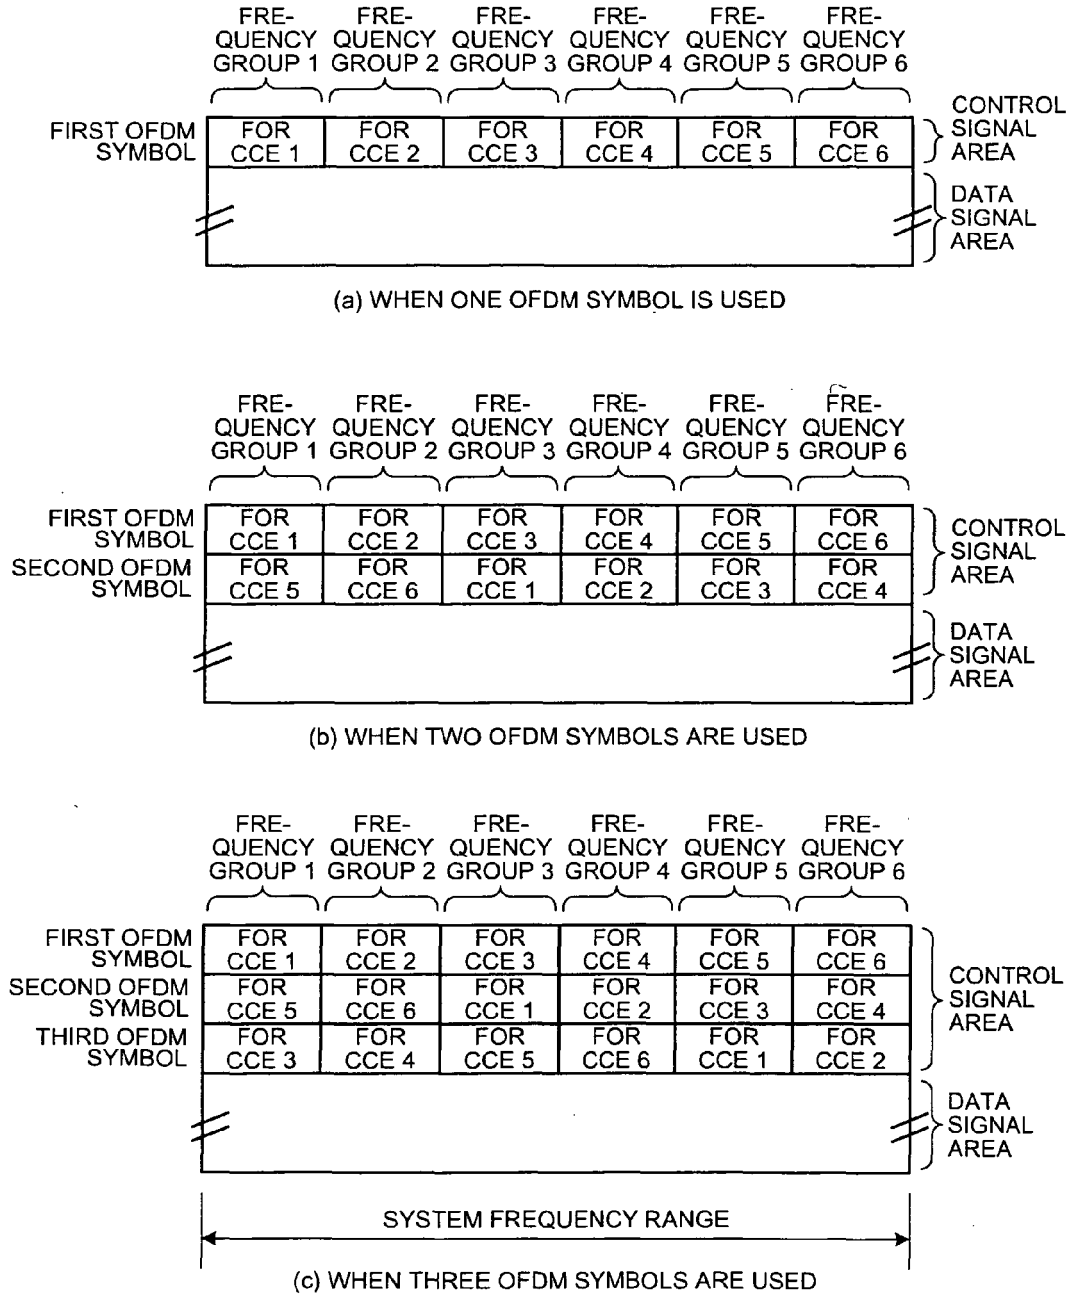 FRE- FRE- FRE- FRE- FRE- FRE-
QUENCY QUENCY QUENCY QUENCY QUENCY QUENCY
GROUP 1 GROUP 2 GROUP 3 GROUP 4 GROUP 5 GROUP 6
FIRST OFDM SYMBOL
FOR CCE 1
FOR CCE 2
FOR CCE 3
FOR CCE 4
FOR CCE 5
FOR CCE 6
CONTROL
SIGNAL
AREA
DATA
SIGNAL
AREA
(a) WHEN ONE OFDM SYMBOL IS USED
FRE- FRE- FRE- FRE- FRE- FRE-
QUENCY QUENCY QUENCY QUENCY QUENCY QUENCY
GROUP 1 GROUP 2 GROUP 3 GROUP 4 GROUP 5 GROUP 6
FIRST OFDM SYMBOL
FOR CCE 1
FOR CCE 2
FOR CCE 3
FOR CCE 4
FOR CCE 5
FOR CCE 6
SECOND OFDM SYMBOL
FOR CCE 5
FOR CCE 6
FOR CCE 1
FOR CCE 2
FOR CCE 3
FOR CCE 4
CONTROL
SIGNAL
AREA
DATA
SIGNAL
AREA
(b) WHEN TWO OFDM SYMBOLS ARE USED
FRE- FRE- FRE- FRE- FRE- FRE-
QUENCY QUENCY QUENCY QUENCY QUENCY QUENCY
GROUP 1 GROUP 2 GROUP 3 GROUP 4 GROUP 5 GROUP 6
FIRST OFDM SYMBOL
FOR CCE 1
FOR CCE 2
FOR CCE 3
FOR CCE 4
FOR CCE 5
FOR CCE 6
SECOND OFDM SYMBOL
FOR CCE 5
FOR CCE 6
FOR CCE 1
FOR CCE 2
FOR CCE 3
FOR CCE 4
THIRD OFDM SYMBOL
FOR CCE 3
FOR CCE 4
FOR CCE 5
FOR CCE 6
FOR CCE 1
FOR CCE 2
CONTROL
SIGNAL
AREA
DATA
SIGNAL
AREA
SYSTEM FREQUENCY RANGE
(c) WHEN THREE OFDM SYMBOLS ARE USED